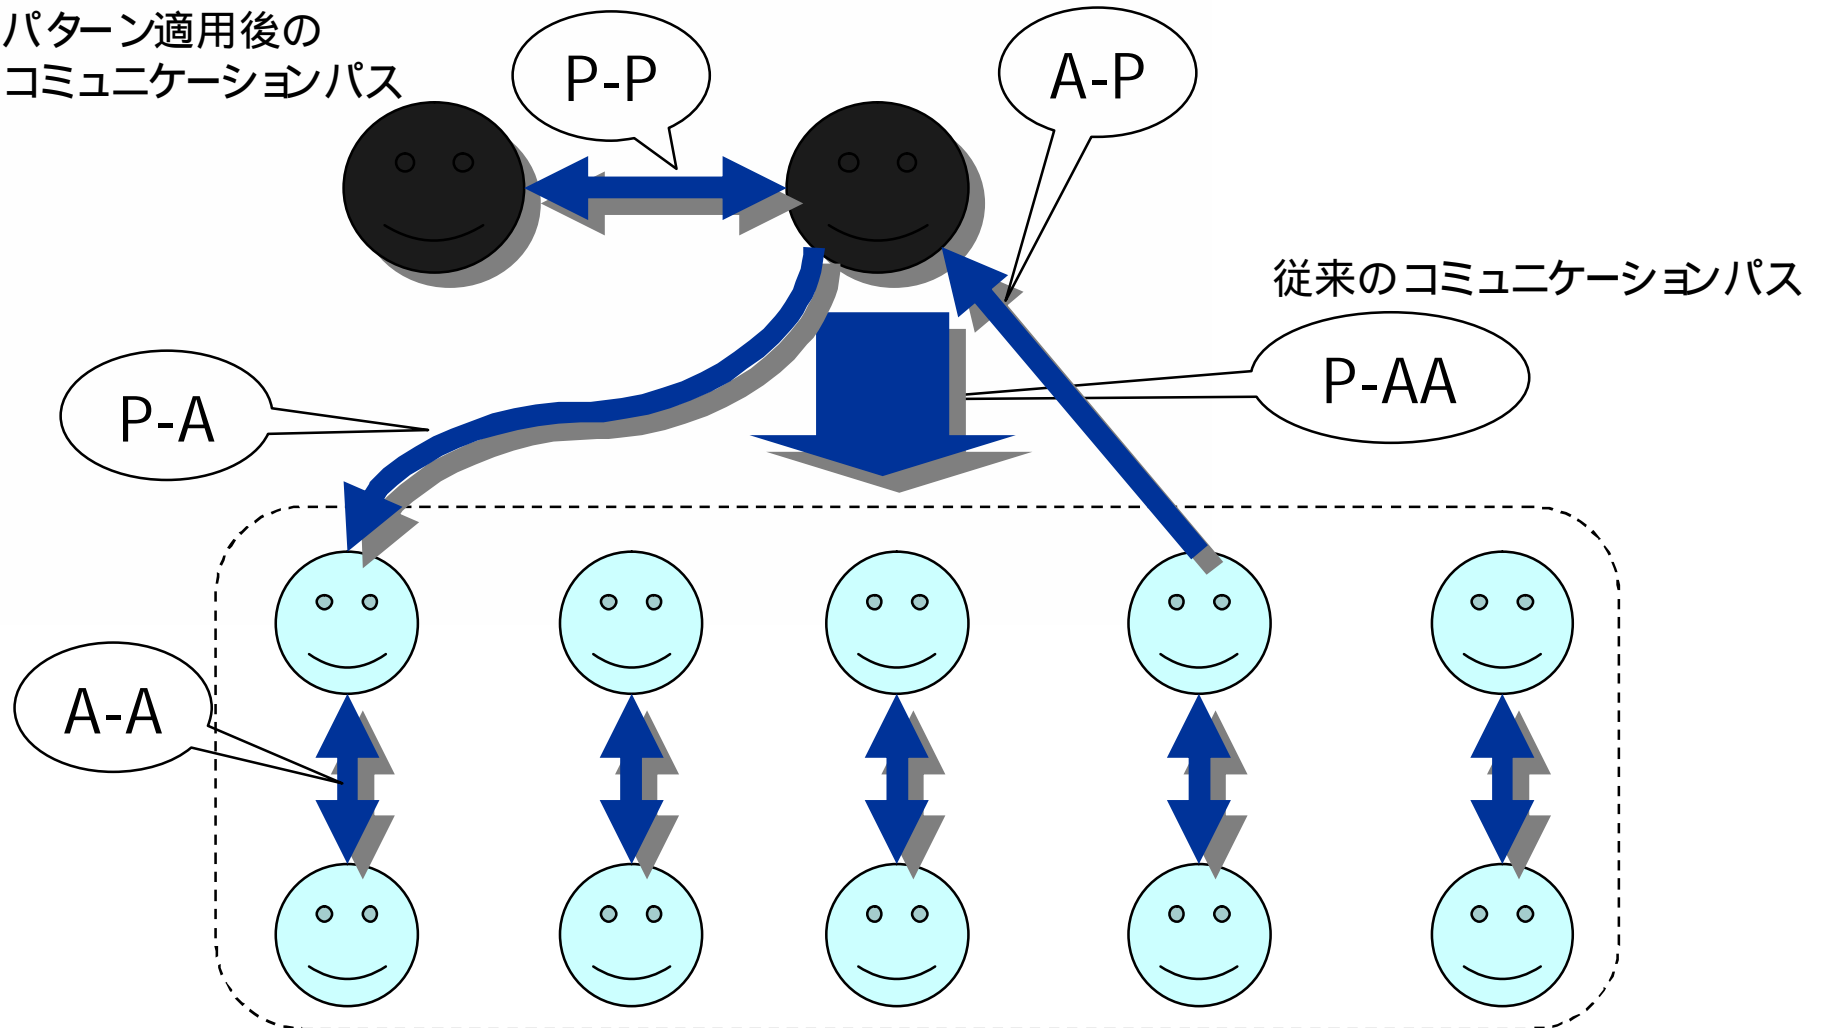 パターン適用後の
コミュニケーションパス
P-P
A-P
従来のコミュニケーションパス
P-AA
P-A
A-A